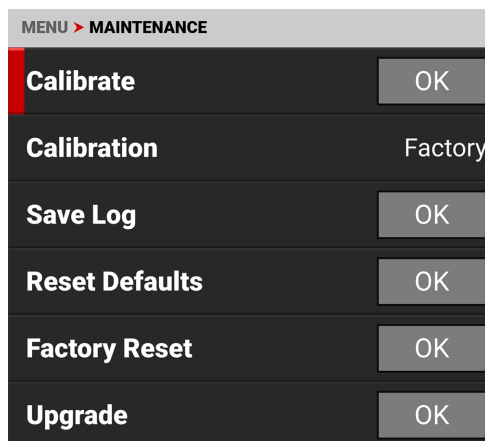 MENU ➤ MAINTENANCE
Calibrate OK
Calibration Factory
Save Log OK
Reset Defaults OK
Factory Reset OK
Upgrade OK